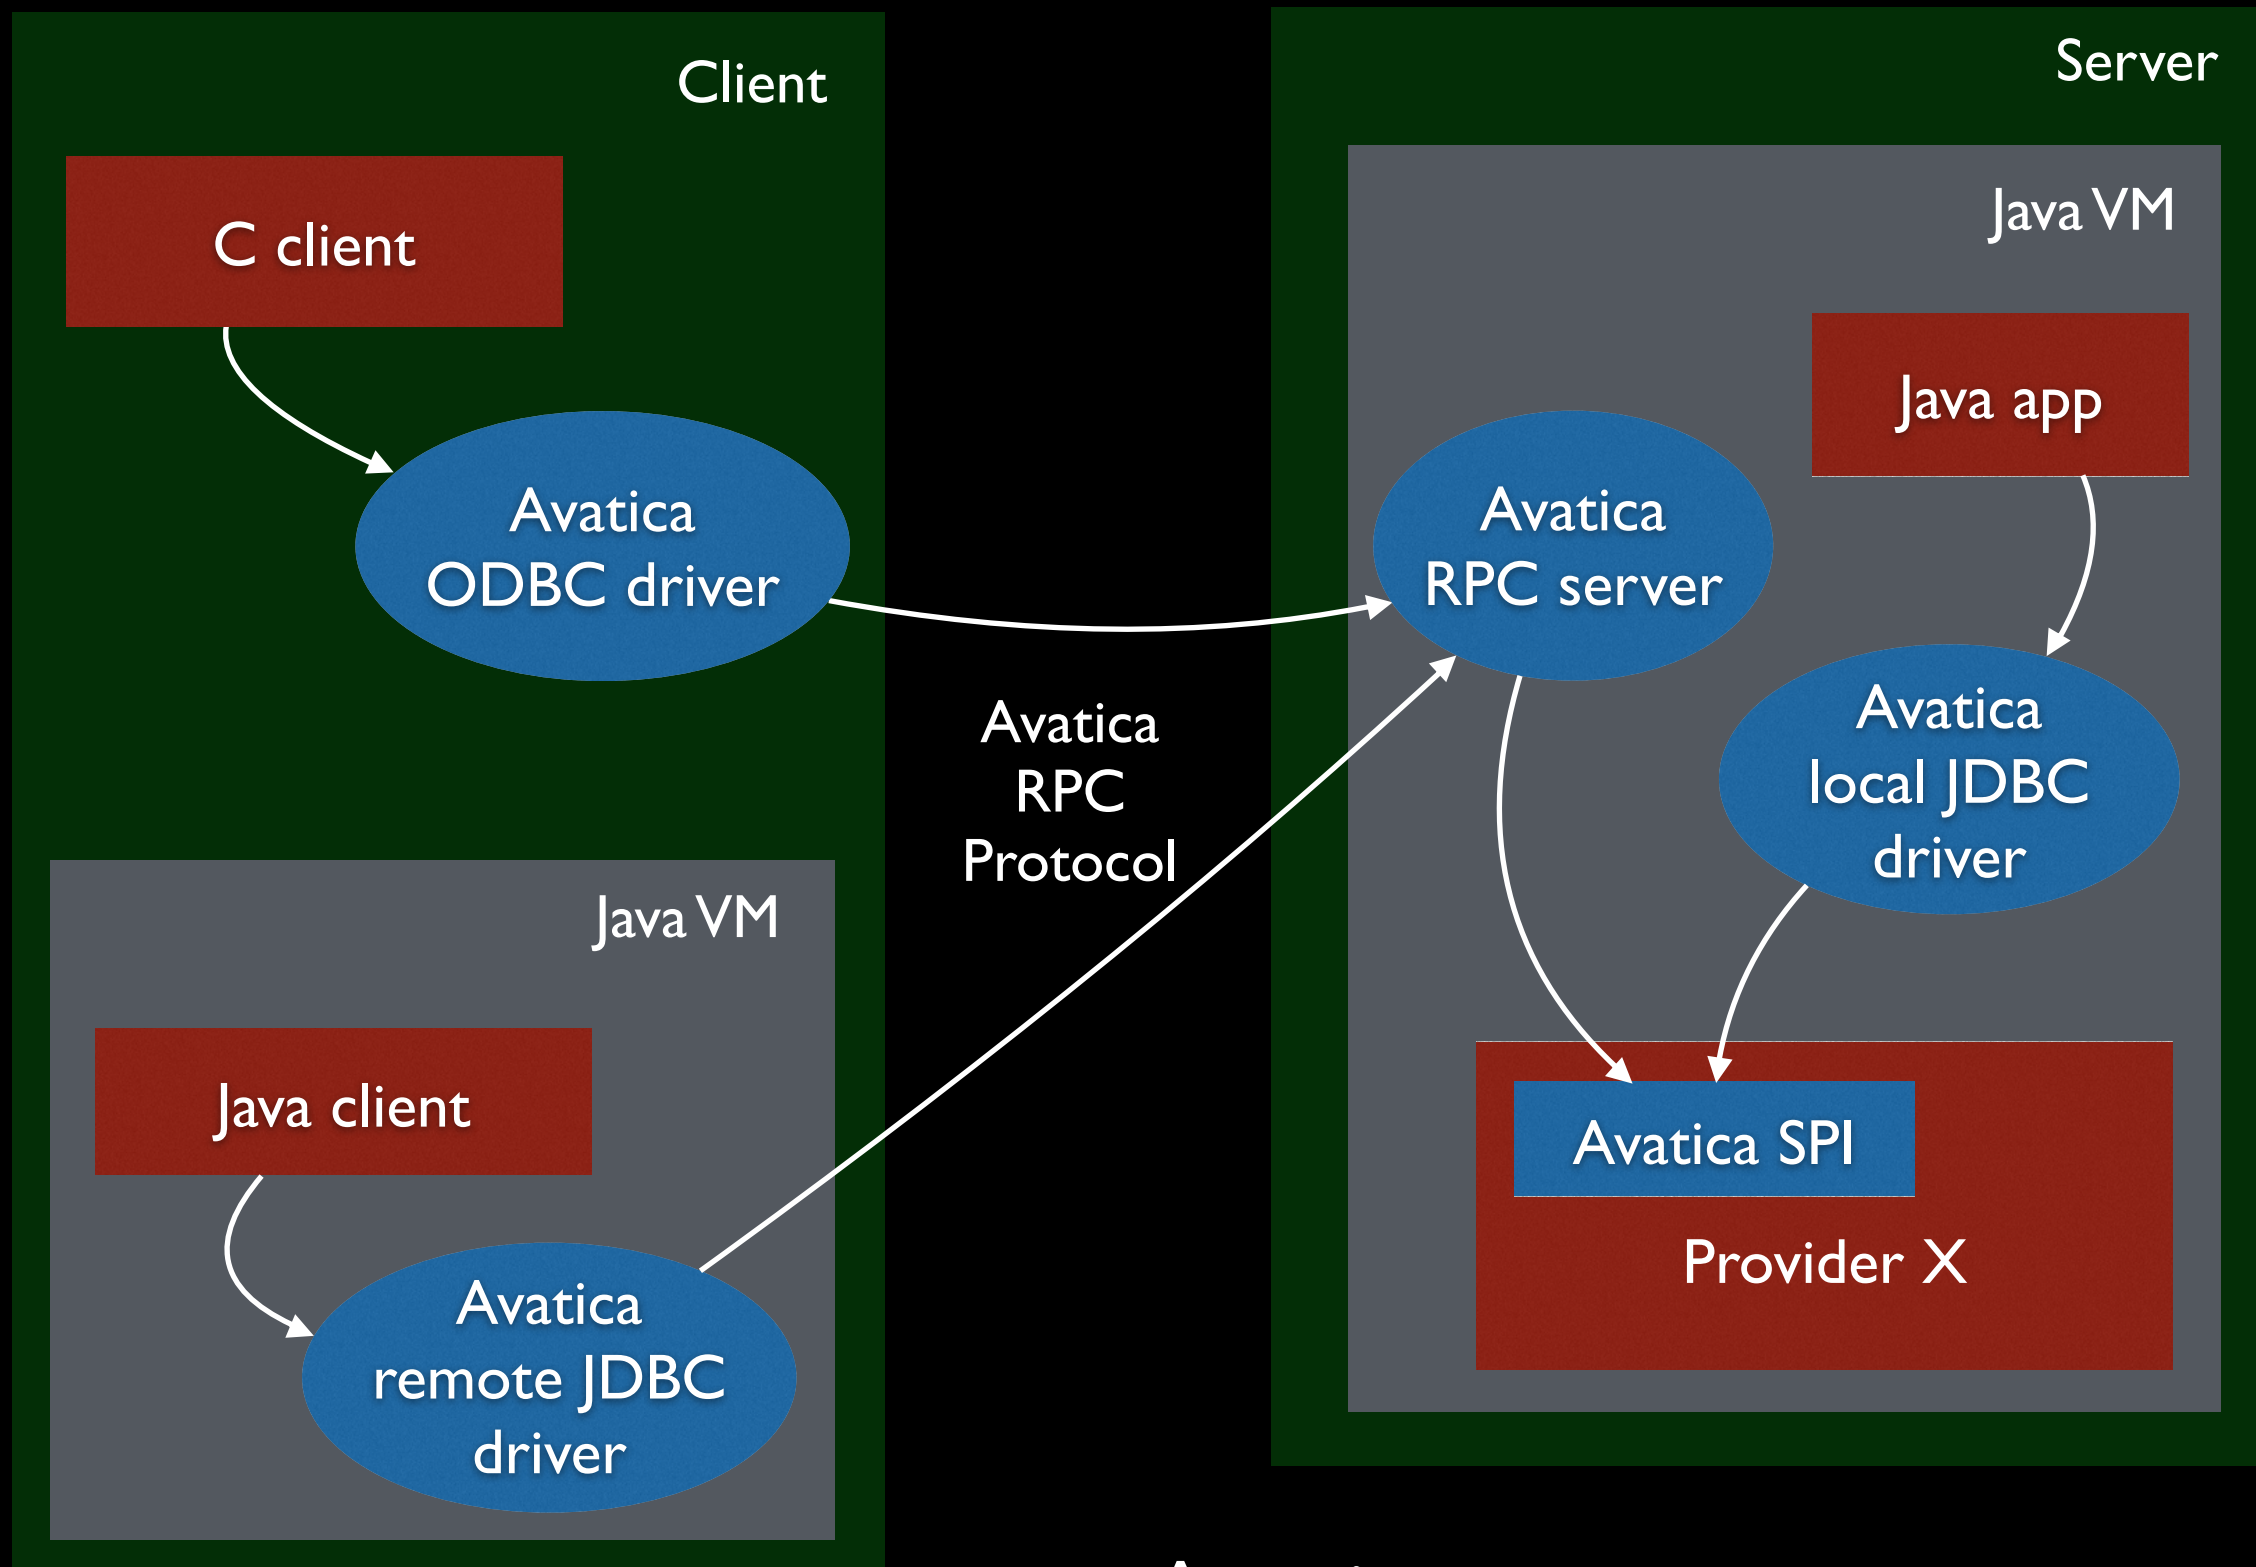 Client
C client
Avatica
ODBC driver
Java VM
Java client
Avatica
remote JDBC
driver
Avatica
RPC
Protocol
Server
Java VM
Java app
Avatica
RPC server
Avatica
local JDBC
driver
Avatica SPI
Provider X